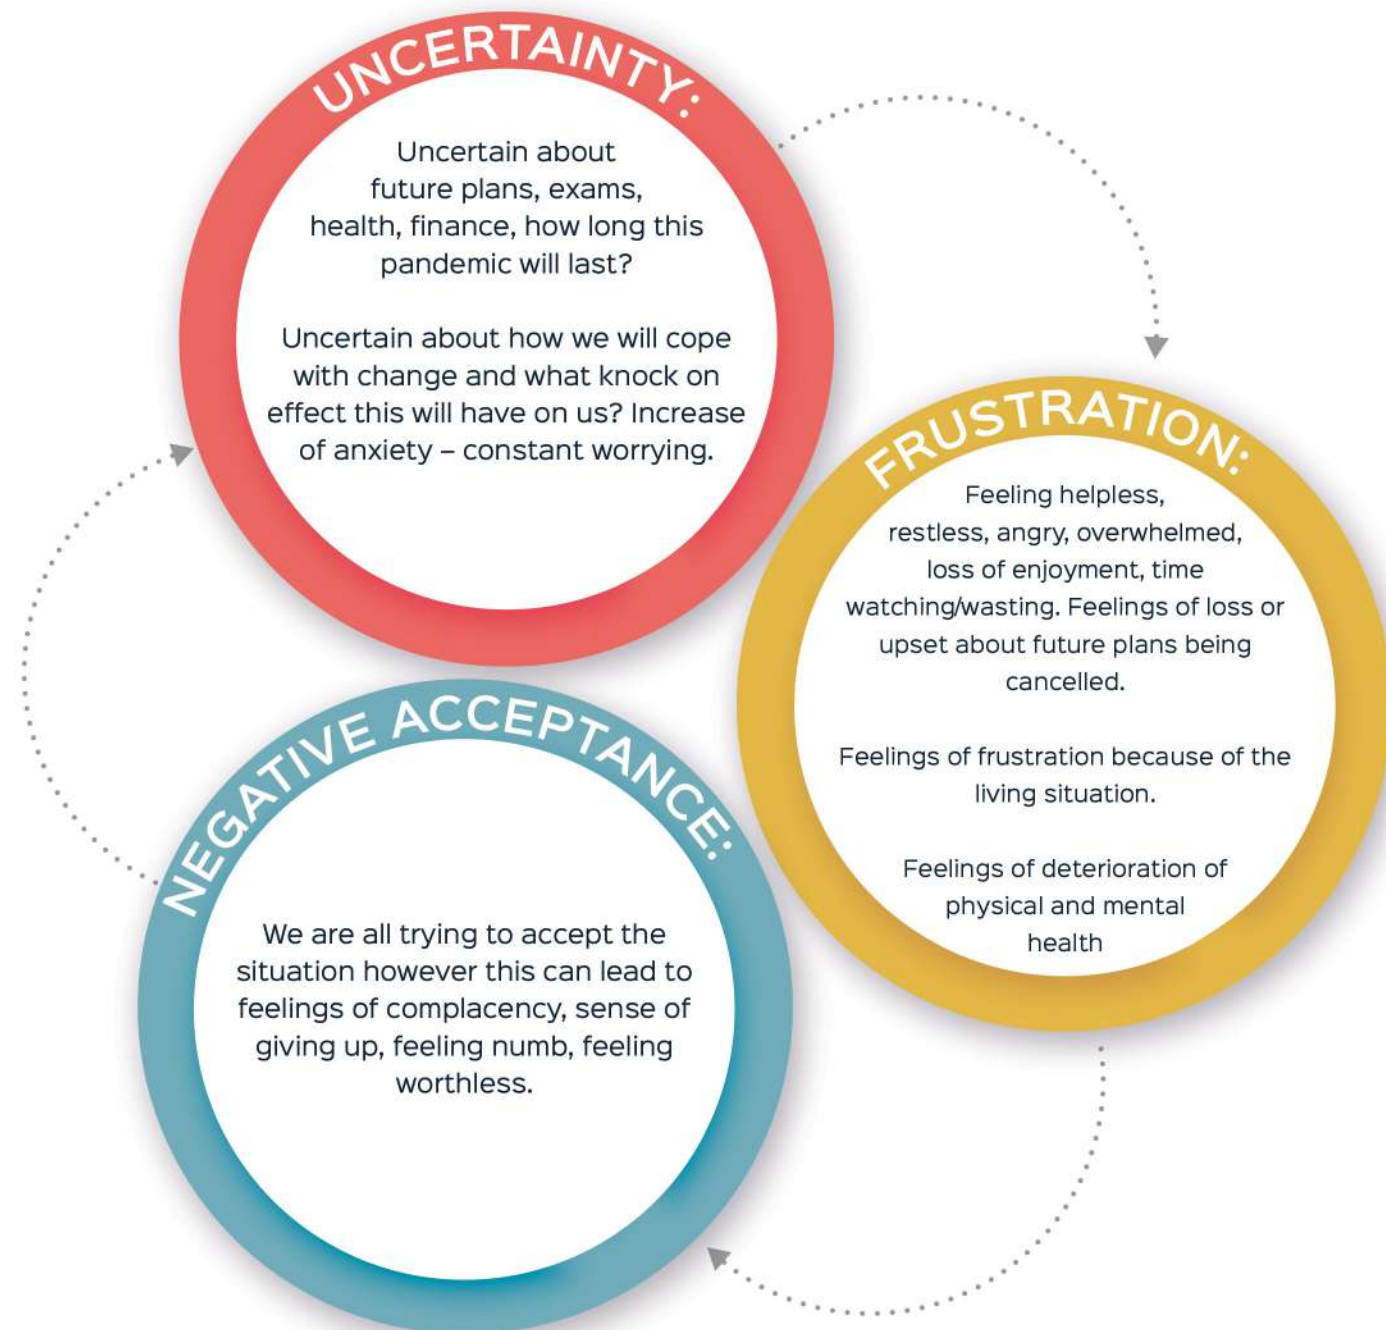 UNCERTAINTY:
Uncertain about
future plans, exams,
health, finance, how long this
pandemic will last?
Uncertain about how we will cope
with change and what knock on
effect this will have on us? Increase
of anxiety – constant worrying.
FRUSTRATION:
Feeling helpless,
restless, angry, overwhelmed,
loss of enjoyment, time
watching/wasting. Feelings of loss or
upset about future plans being
cancelled.
Feelings of frustration because of the
living situation.
Feelings of deterioration of
physical and mental
health
NEGATIVE ACCEPTANCE:
We are all trying to accept the
situation however this can lead to
feelings of complacency, sense of
giving up, feeling numb, feeling
worthless.